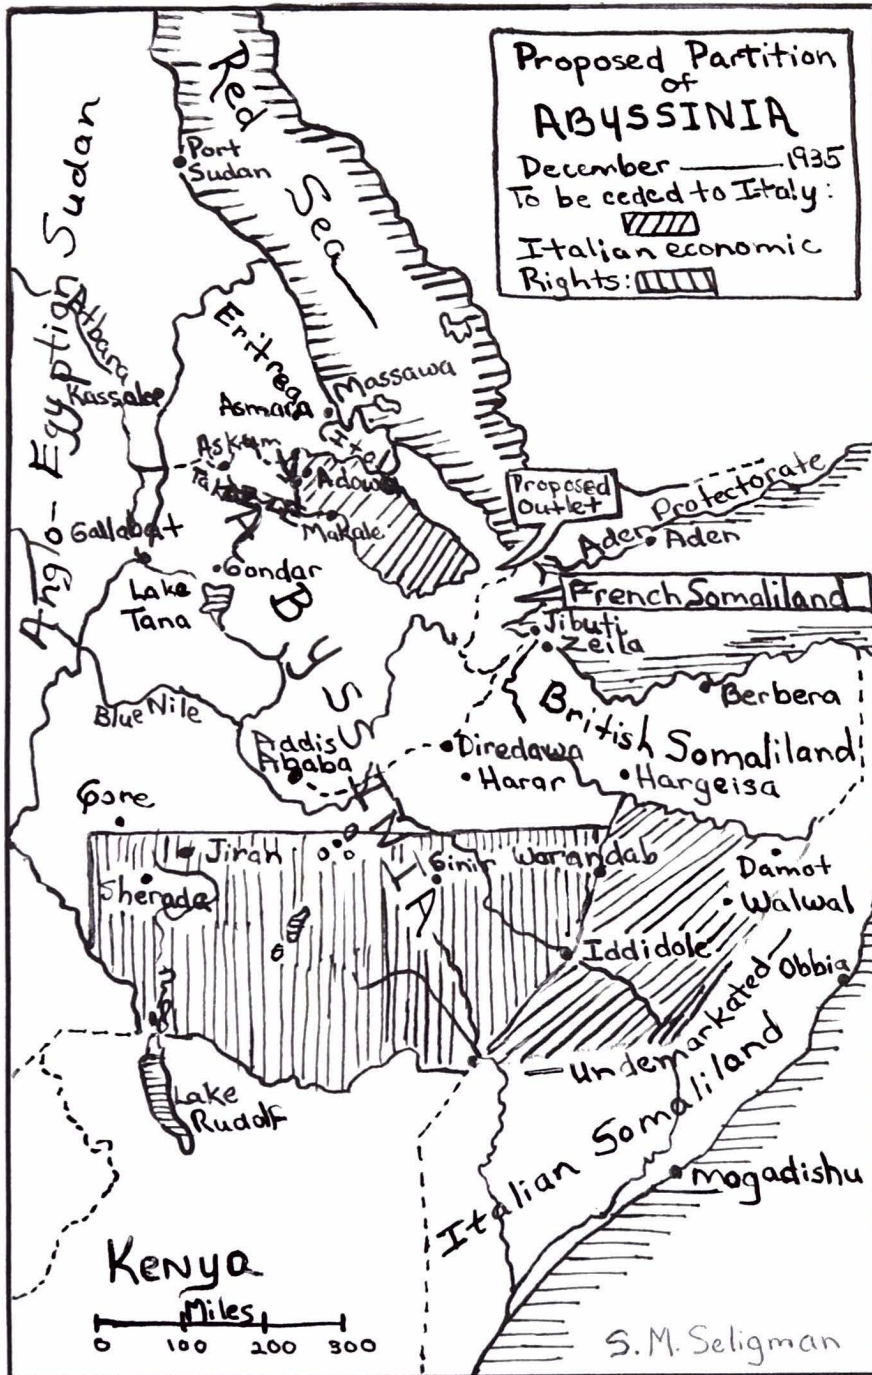 Proposed Partition
of
ABYSSINIA
December 1935
To be ceded to Italy:
Italian economic
Rights:
Red
Sea
Port
Sudan
Anglo-Egyptian Sudan
Atbara
Kassala
Eritrea
Massawa
Asmara
Askum
Adowa
Makale
Proposed
Outlet
Aden Protectorate
Aden
Gallabat
Gondar
Lake
Tana
French Somaliland
Jibuti
Zeila
ABYSSINIA
Blue Nile
Berbera
British Somaliland
Addis
Ababa
Diredawa
Harar
Hargeisa
Gore
Jiran
Sherada
Ginir
Warandab
Damot
Walwal
Iddidole
Obbia
undemarkated
Lake
Rudolf
Italian Somaliland
Mogadishu
Kenya
Miles
0 100 200 300
S.M. Seligman